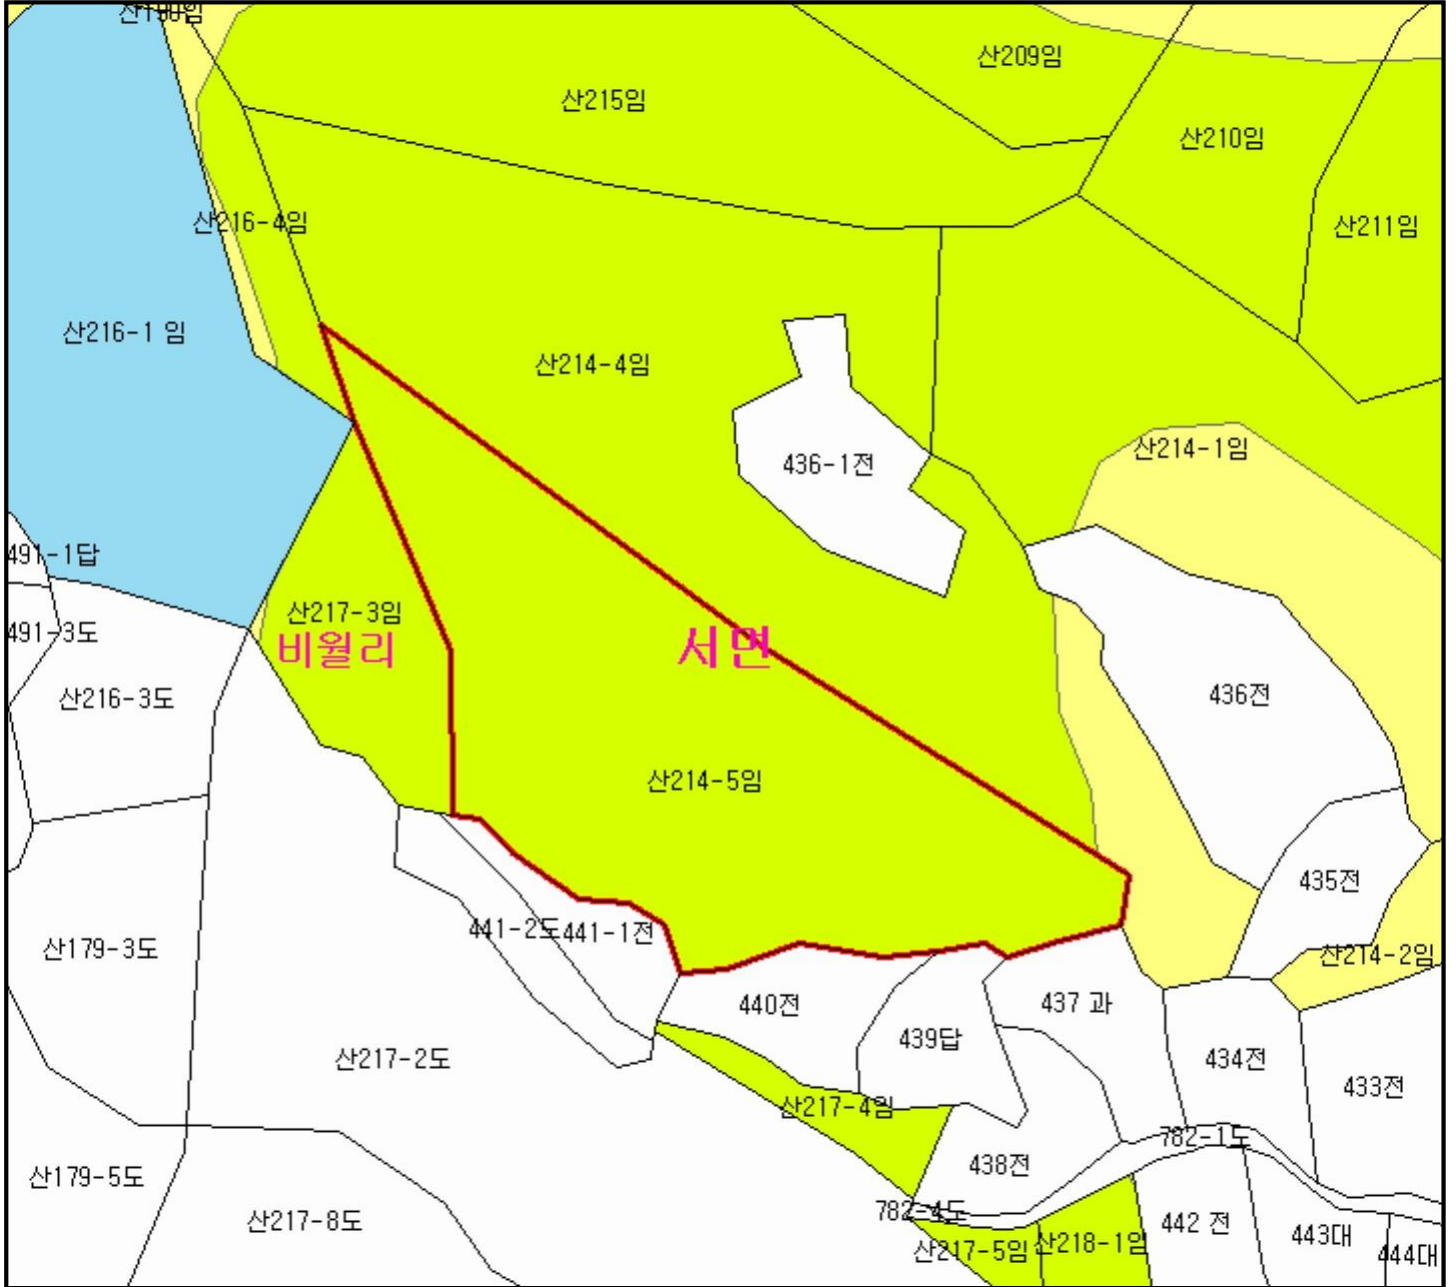 산190임
산209임
산215임
산210임
산216-4임
산211임
산216-1 임
산214-4임
산214-1임
436-1전
491-1답
산217-3임
491-3도
비월리
서면
산216-3도
436전
산214-5임
435전
441-2도
441-1전
산179-3도
산214-2임
440전
437 과
439답
산217-2도
434전
433전
산217-4임
782-1도
438전
산179-5도
782-4도
산217-8도
442 전
443대
산217-5임
산218-1임
444대